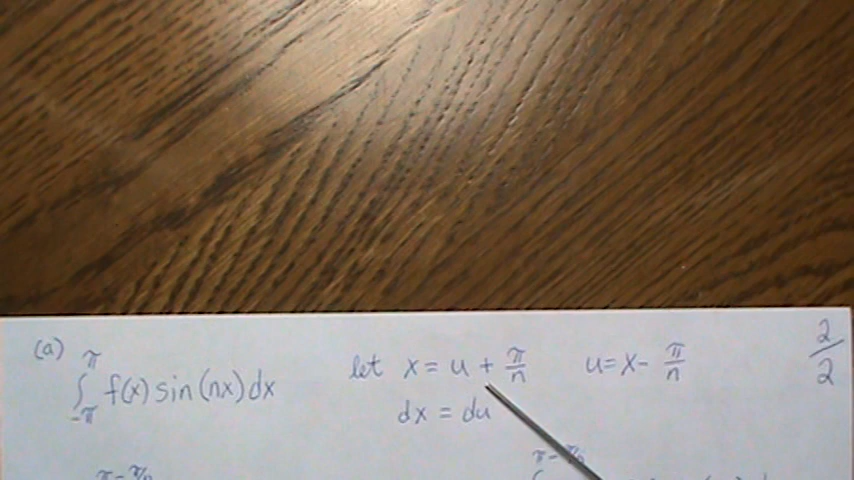 (a)
∫_{-π}^{π} f(x) sin(nx) dx let x = u + π/n u = x - π/n 2/2
dx = du
π - π/n π - π/n